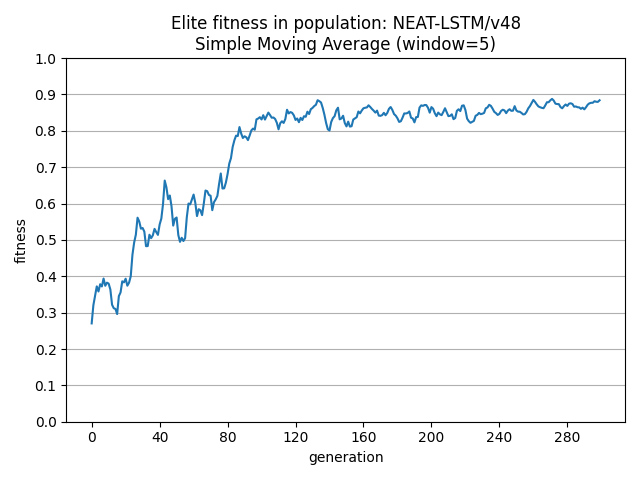 Elite fitness in population: NEAT-LSTM/v48
Simple Moving Average (window=5)
1.0
0.9
0.8
0.7
0.6
0.5
0.4
0.3
0.2
0.1
0.0
fitness
0 40 80 120 160 200 240 280
generation